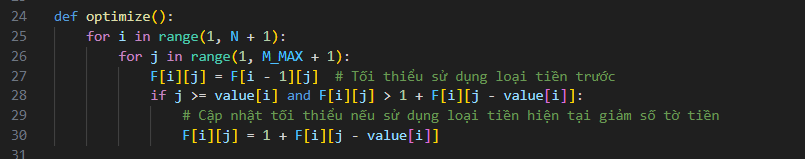 24 def optimize():
25     for i in range(1, N + 1):
26         for j in range(1, M_MAX + 1):
27             F[i][j] = F[i - 1][j]  # Tối thiểu sử dụng loại tiền trước
28             if j >= value[i] and F[i][j] > 1 + F[i][j - value[i]]:
29                 # Cập nhật tối thiểu nếu sử dụng loại tiền hiện tại giảm số tờ tiền
30                 F[i][j] = 1 + F[i][j - value[i]]
31